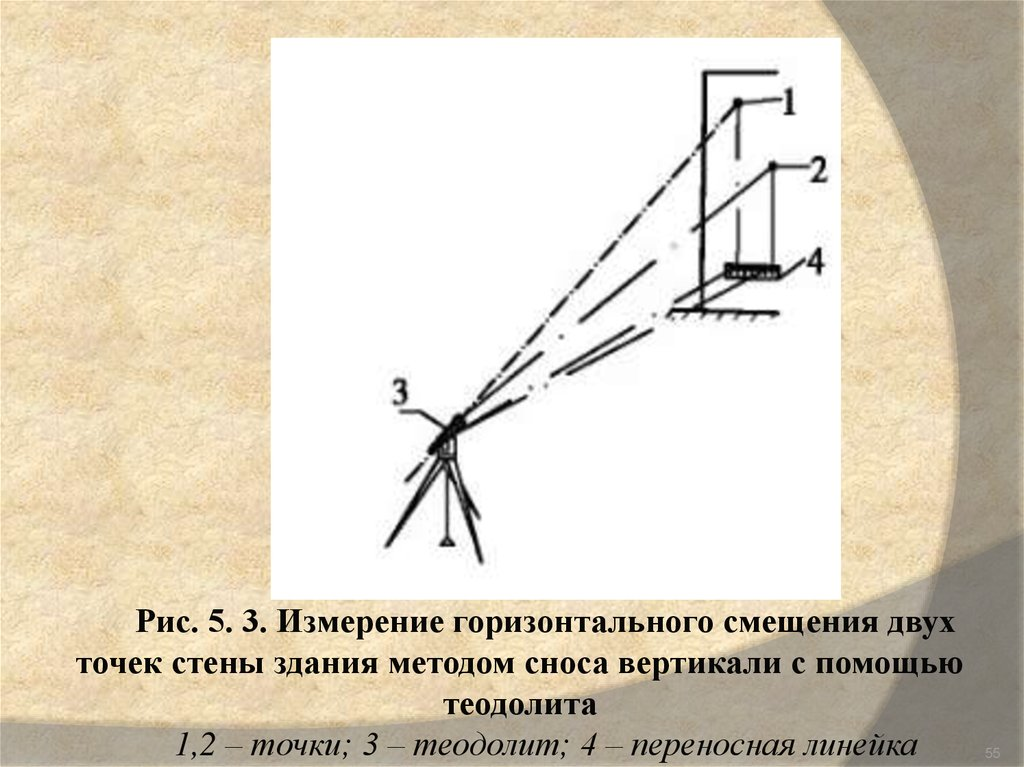 1
2
4
3
Рис. 5. 3. Измерение горизонтального смещения двух
точек стены здания методом сноса вертикали с помощью
теодолита
1,2 – точки; 3 – теодолит; 4 – переносная линейка
55